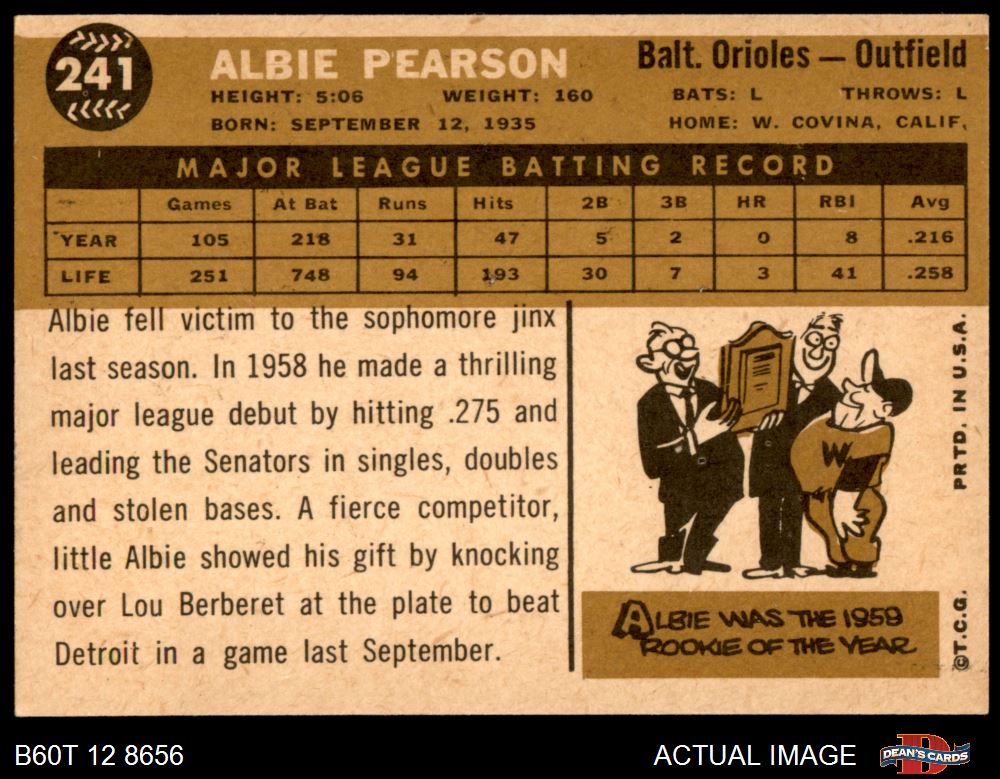 241
ALBIE PEARSON
Balt. Orioles — Outfield
HEIGHT: 5:06 WEIGHT: 160 BATS: L THROWS: L
BORN: SEPTEMBER 12, 1935 HOME: W. COVINA, CALIF.
MAJOR LEAGUE BATTING RECORD
Games At Bat Runs Hits 2B 3B HR RBI Avg
YEAR 105 218 31 47 5 2 0 8 .216
LIFE 251 748 94 193 30 7 3 41 .258
Albie fell victim to the sophomore jinx
last season. In 1958 he made a thrilling
major league debut by hitting .275 and
leading the Senators in singles, doubles
and stolen bases. A fierce competitor,
little Albie showed his gift by knocking
over Lou Berberet at the plate to beat
Detroit in a game last September.
W
ALBIE WAS THE 1959
ROOKIE OF THE YEAR
©T.C.G. PRTD. IN U.S.A.
B60T 12 8656
ACTUAL IMAGE
D
DEAN'S CARDS